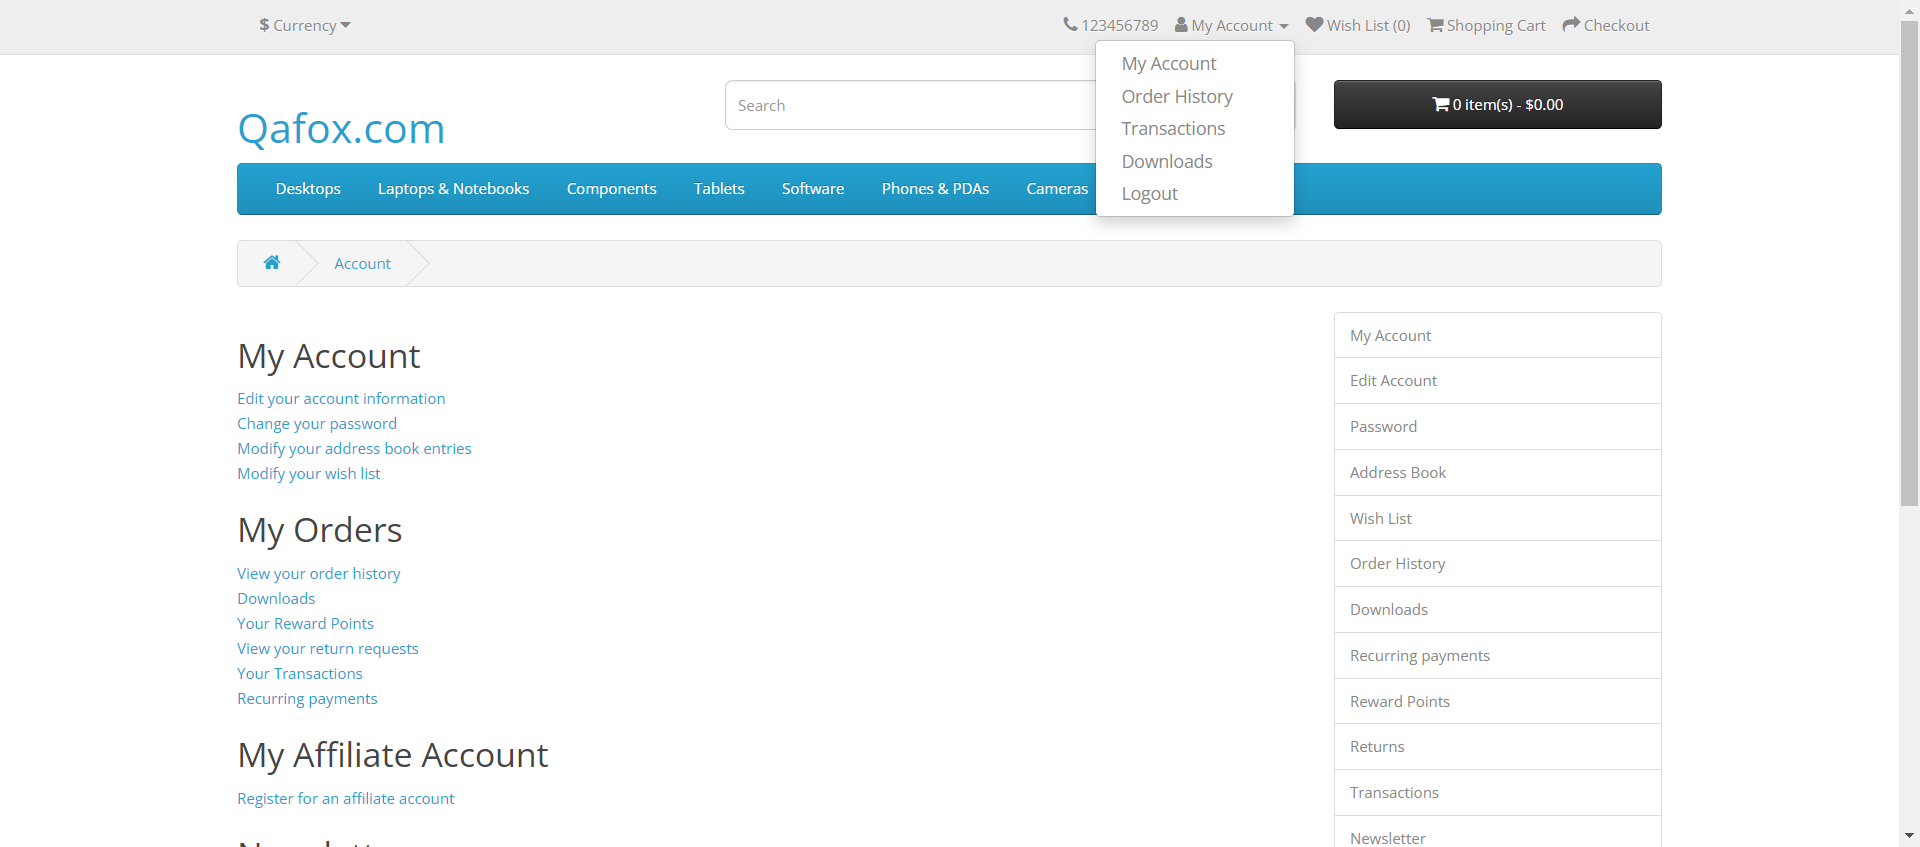 $ Currency
123456789 My Account Wish List (0) Shopping Cart Checkout
My Account
Order History
Transactions
Downloads
Logout
Qafox.com
Search
0 item(s) - $0.00
Desktops Laptops & Notebooks Components Tablets Software Phones & PDAs Cameras
Account
My Account
Edit your account information
Change your password
Modify your address book entries
Modify your wish list
My Orders
View your order history
Downloads
Your Reward Points
View your return requests
Your Transactions
Recurring payments
My Affiliate Account
Register for an affiliate account
My Account
Edit Account
Password
Address Book
Wish List
Order History
Downloads
Recurring payments
Reward Points
Returns
Transactions
Newsletter